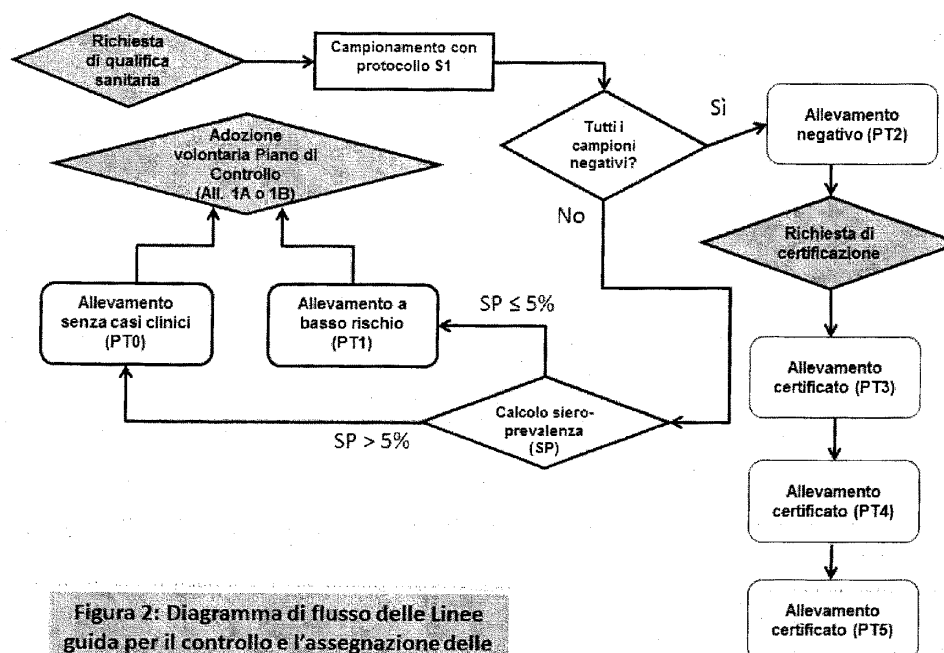 Richiesta
di qualifica
sanitaria
Campionamento con
protocollo S1
Tutti i
campioni
negativi?
Sì
No
Allevamento
negativo (PT2)
Richiesta di
certificazione
Allevamento
certificato (PT3)
Allevamento
certificato (PT4)
Allevamento
certificato (PT5)
Adozione
volontaria Piano di
Controllo
(All. 1A o 1B)
Allevamento
senza casi clinici
(PT0)
Allevamento a
basso rischio
(PT1)
SP ≤ 5%
Calcolo siero-
prevalenza
(SP)
SP > 5%
Figura 2: Diagramma di flusso delle Linee
guida per il controllo e l'assegnazione delle